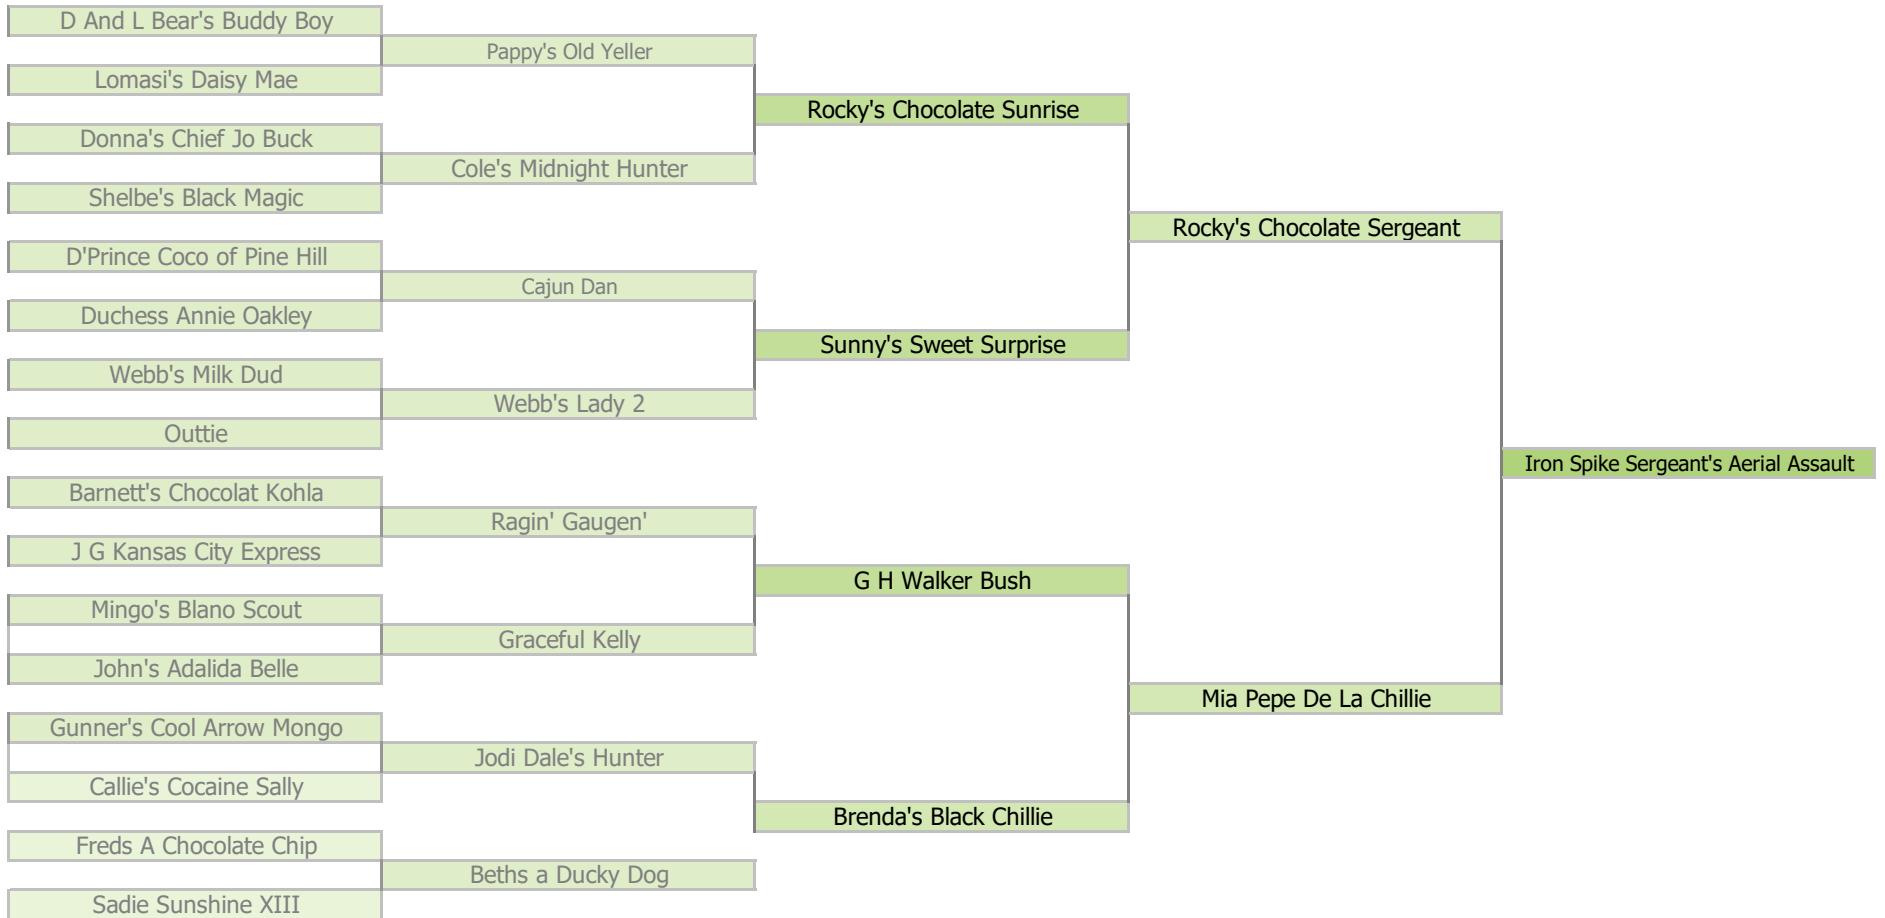 D And L Bear's Buddy Boy
Pappy's Old Yeller
Lomasi's Daisy Mae
Rocky's Chocolate Sunrise
Donna's Chief Jo Buck
Cole's Midnight Hunter
Shelbe's Black Magic
Rocky's Chocolate Sergeant
D'Prince Coco of Pine Hill
Cajun Dan
Duchess Annie Oakley
Sunny's Sweet Surprise
Webb's Milk Dud
Webb's Lady 2
Outtie
Iron Spike Sergeant's Aerial Assault
Barnett's Chocolat Kohla
Ragin' Gaugen'
J G Kansas City Express
G H Walker Bush
Mingo's Blano Scout
Graceful Kelly
John's Adalida Belle
Mia Pepe De La Chillie
Gunner's Cool Arrow Mongo
Jodi Dale's Hunter
Callie's Cocaine Sally
Brenda's Black Chillie
Freds A Chocolate Chip
Beths a Ducky Dog
Sadie Sunshine XIII